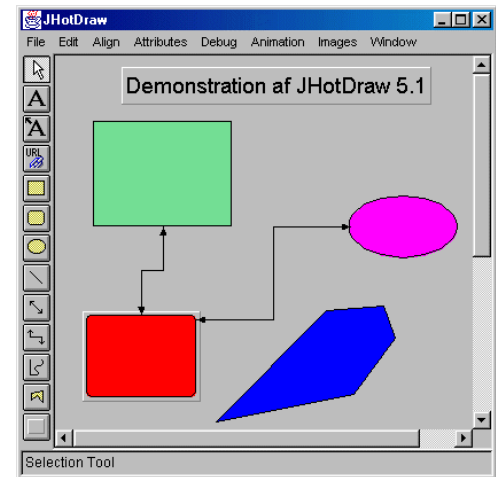 JHotDraw
File Edit Align Attributes Debug Animation Images Window
Demonstration af JHotDraw 5.1
A
A
URL
Selection Tool